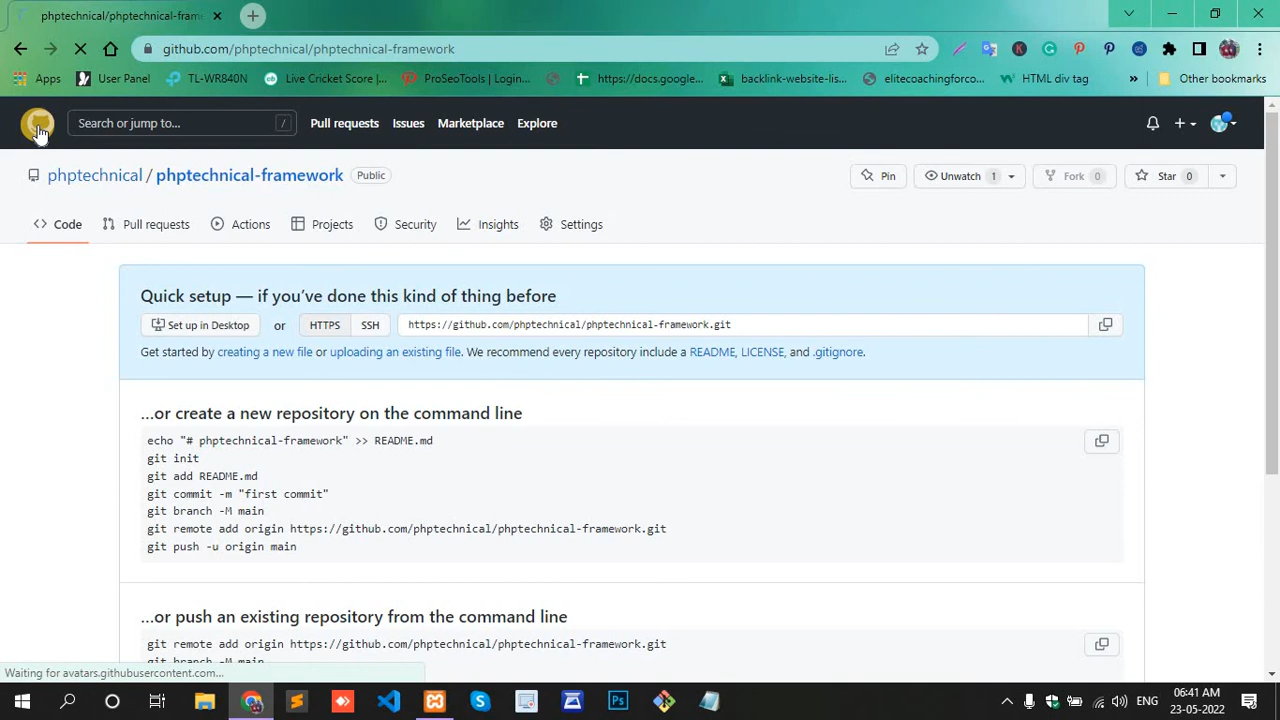 phptechnical/phptechnical-fram
github.com/phptechnical/phptechnical-framework
Apps User Panel TL-WR840N Live Cricket Score |... ProSeoTools | Login... https://docs.google... backlink-website-lis... elitecoachingforco... HTML div tag » Other bookmarks
Search or jump to... / Pull requests Issues Marketplace Explore
phptechnical / phptechnical-framework Public Pin Unwatch 1 Fork 0 Star 0
<> Code Pull requests Actions Projects Security Insights Settings
Quick setup — if you've done this kind of thing before
Set up in Desktop or HTTPS SSH https://github.com/phptechnical/phptechnical-framework.git
Get started by creating a new file or uploading an existing file. We recommend every repository include a README, LICENSE, and .gitignore.
...or create a new repository on the command line
echo "# phptechnical-framework" >> README.md
git init
git add README.md
git commit -m "first commit"
git branch -M main
git remote add origin https://github.com/phptechnical/phptechnical-framework.git
git push -u origin main
...or push an existing repository from the command line
git remote add origin https://github.com/phptechnical/phptechnical-framework.git
git branch -M main
Waiting for avatars.githubusercontent.com...
ENG 06:41 AM
23-05-2022